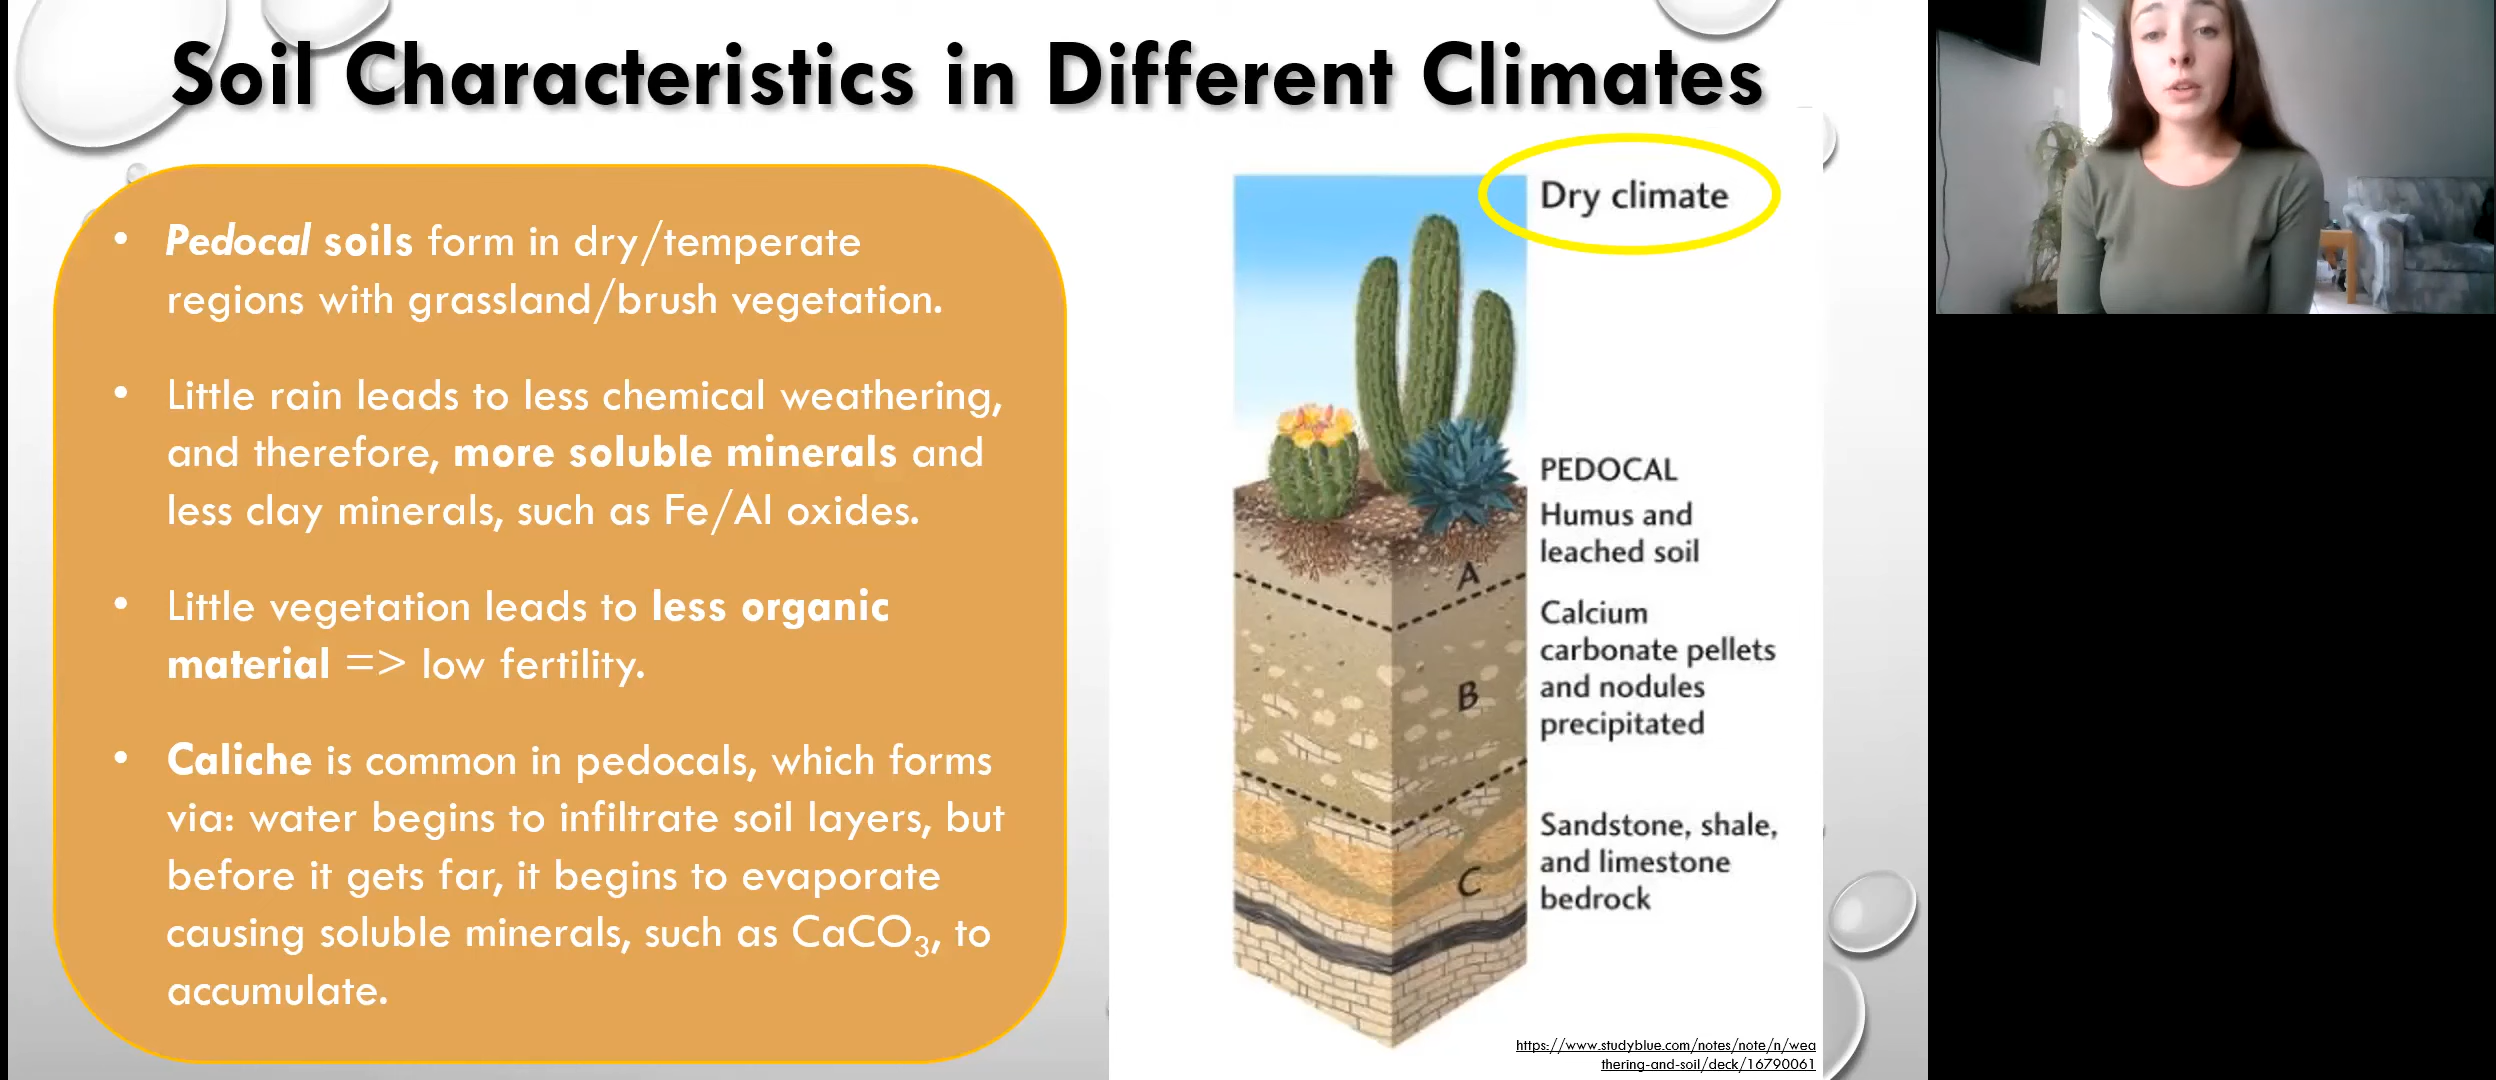 Soil Characteristics in Different Climates
• Pedocal soils form in dry/temperate
regions with grassland/brush vegetation.
• Little rain leads to less chemical weathering,
and therefore, more soluble minerals and
less clay minerals, such as Fe/Al oxides.
• Little vegetation leads to less organic
material => low fertility.
• Caliche is common in pedocals, which forms
via: water begins to infiltrate soil layers, but
before it gets far, it begins to evaporate
causing soluble minerals, such as CaCO₃, to
accumulate.
Dry climate
PEDOCAL
Humus and
leached soil
A
Calcium
carbonate pellets
and nodules
precipitated
B
Sandstone, shale,
and limestone
bedrock
C
https://www.studyblue.com/notes/note/n/wea
thering-and-soil/deck/16790061